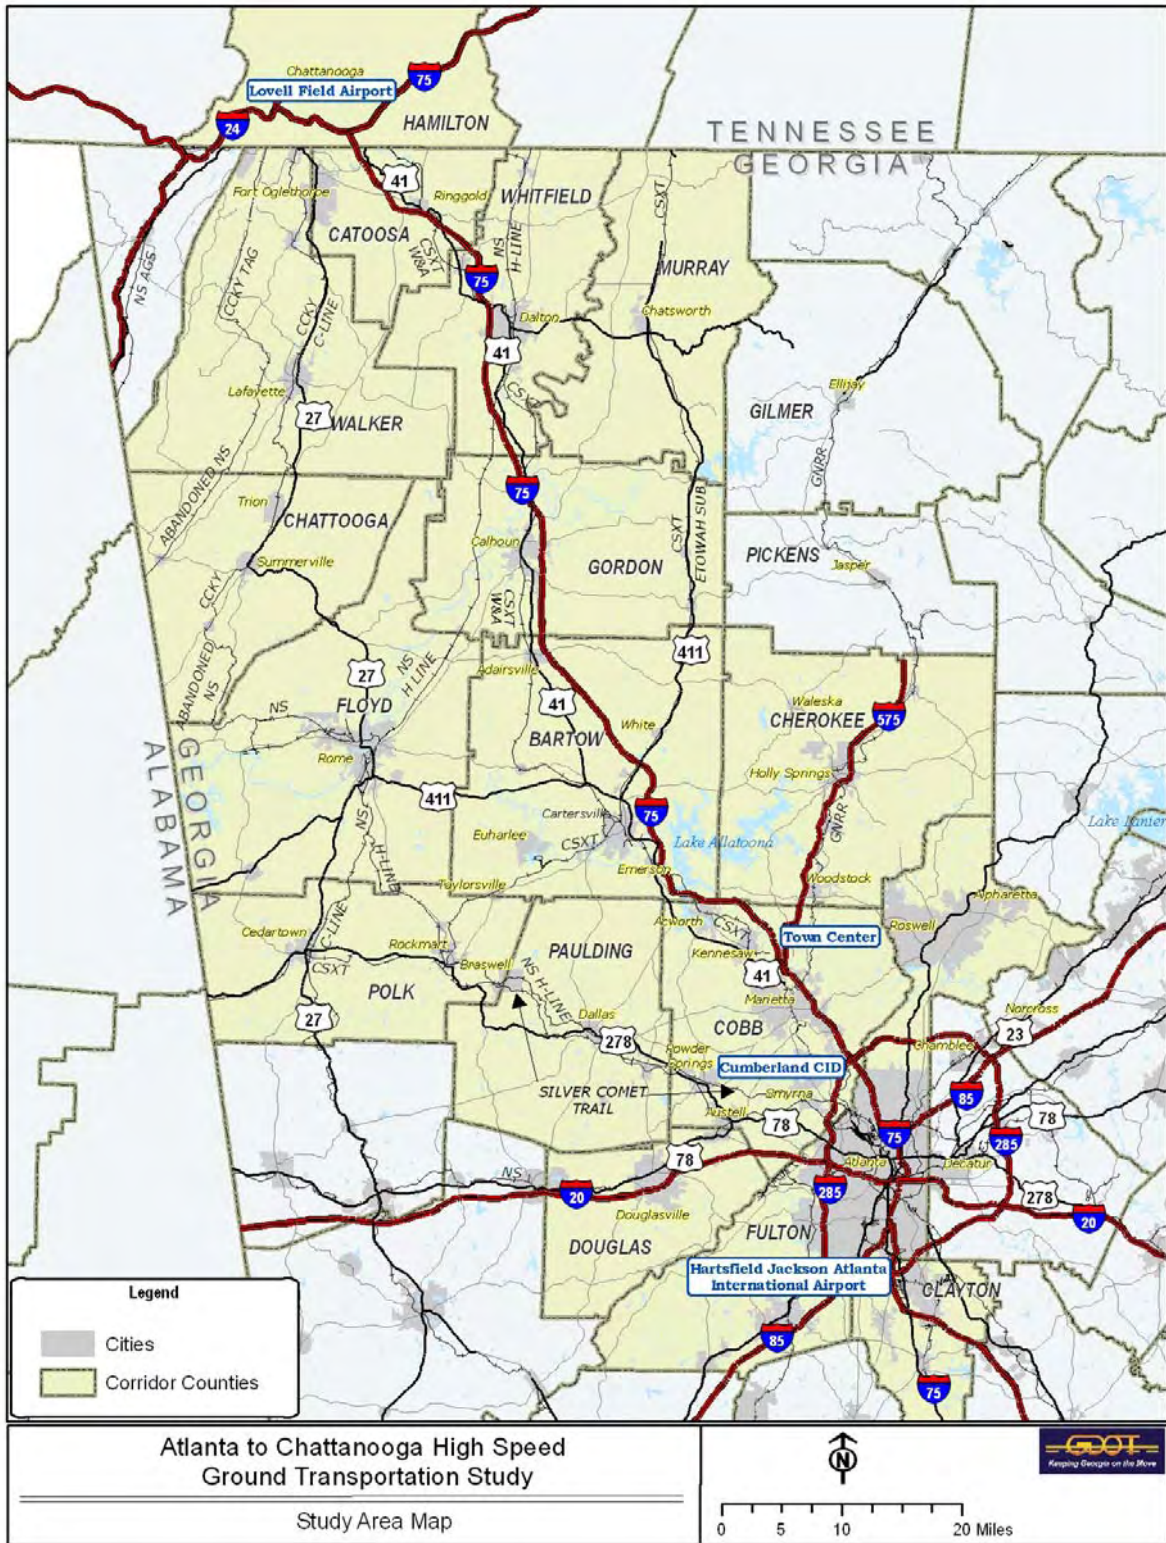 Chattanooga
Lovell Field Airport
75
24
HAMILTON
TENNESSEE
GEORGIA
Fort Oglethorpe
41
Ringgold
WHITFIELD
CSXT
NS AGS
CATOOSA
CCKY TAG
CSXT
W&A
NS
H-LINE
MURRAY
75
CCKY
C-LINE
Chatsworth
Dalton
41
Lafayette
CSXT
Ellijay
27
WALKER
GILMER
ABANDONED NS
GNRR
75
Trion
CHATTOOGA
CSXT
ETOWAH SUB
Calhoun
PICKENS
Summerville
GORDON
Jasper
CCKY
CSXT
W&A
ABANDONED
NS
27
NS
H LINE
Adairsville
411
NS
FLOYD
41
White
Waleska
CHEROKEE
575
BARTOW
GEORGIA
ALABAMA
Rome
Holly Springs
411
75
Cartersville
Lake Lanier
NS
Euharlee
CSXT
Lake Allatoona
GNRR
Emerson
H-LINE
Taylorsville
Woodstock
Alpharetta
C-LINE
Acworth
CSXT
Roswell
Cedartown
Rockmart
PAULDING
Town Center
Kennesaw
CSXT
Braswell
41
POLK
NS H-LINE
Marietta
27
Dallas
COBB
Norcross
278
23
Chamblee
Powder
Springs
Cumberland CID
SILVER COMET
TRAIL
Smyrna
85
Austell
78
78
75
285
NS
78
Atlanta
Decatur
20
285
278
20
Douglasville
FULTON
DOUGLAS
Hartsfield Jackson Atlanta
International Airport
CLAYTON
85
75
Legend
Cities
Corridor Counties
Atlanta to Chattanooga High Speed
Ground Transportation Study
Study Area Map
N
0 5 10 20 Miles
GDOT
Keeping Georgia on the Move